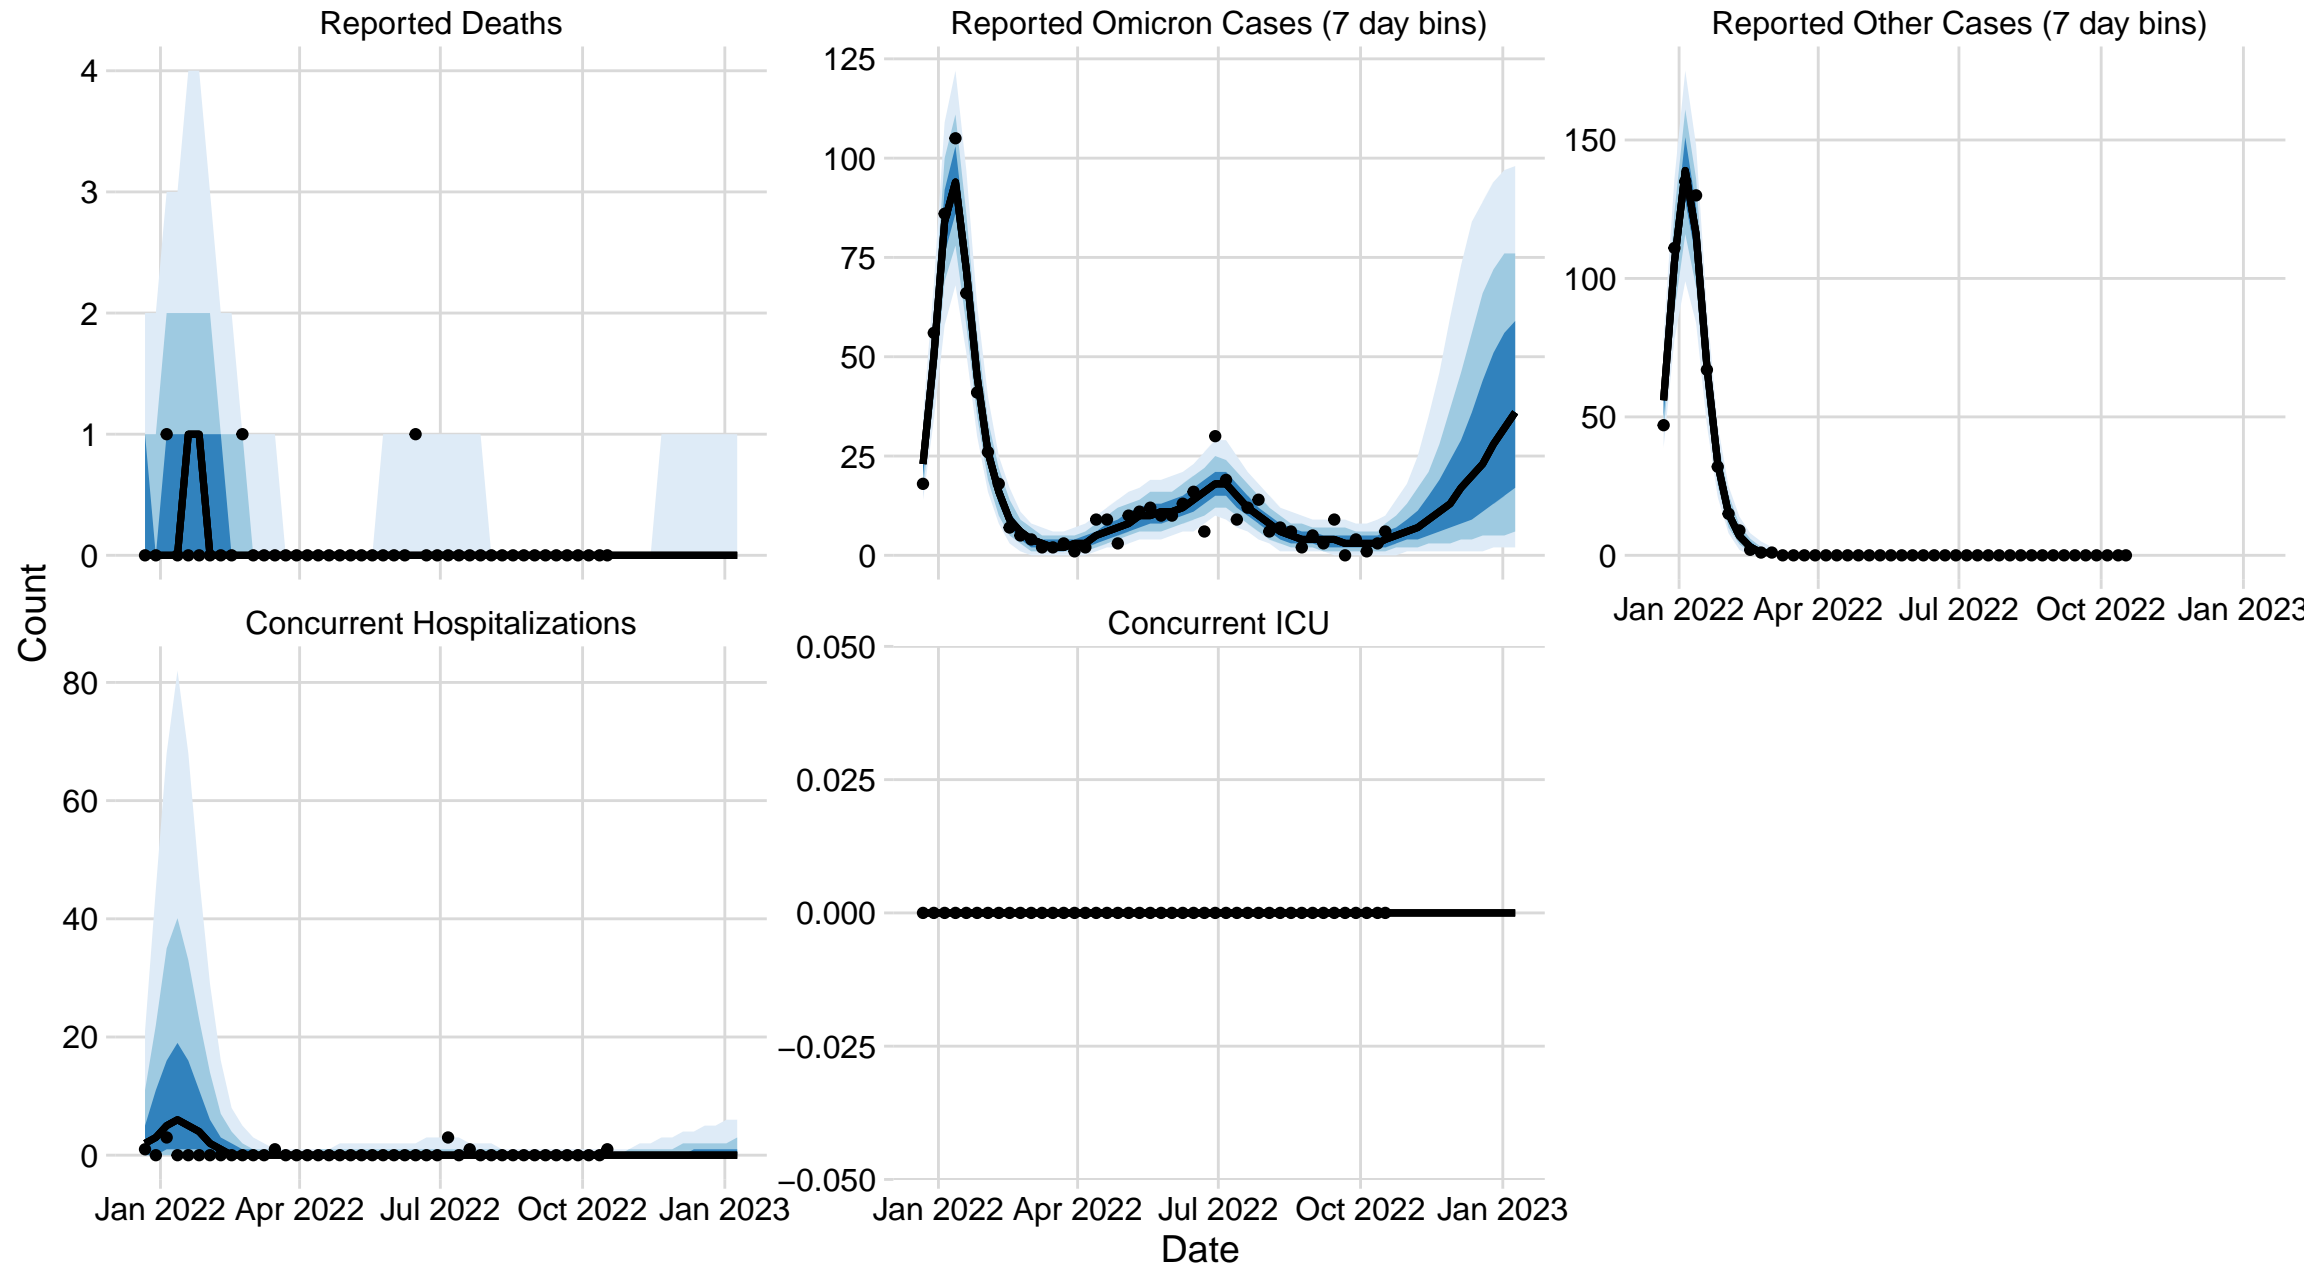 Reported Deaths
Reported Omicron Cases (7 day bins)
Reported Other Cases (7 day bins)
4
3
2
1
0
125
100
75
50
25
0
150
100
50
0
Jan 2022 Apr 2022 Jul 2022 Oct 2022 Jan 2023
Count
Concurrent Hospitalizations
Concurrent ICU
80
60
40
20
0
0.050
0.025
0.000
−0.025
−0.050
Jan 2022 Apr 2022 Jul 2022 Oct 2022 Jan 2023
Jan 2022 Apr 2022 Jul 2022 Oct 2022 Jan 2023
Date